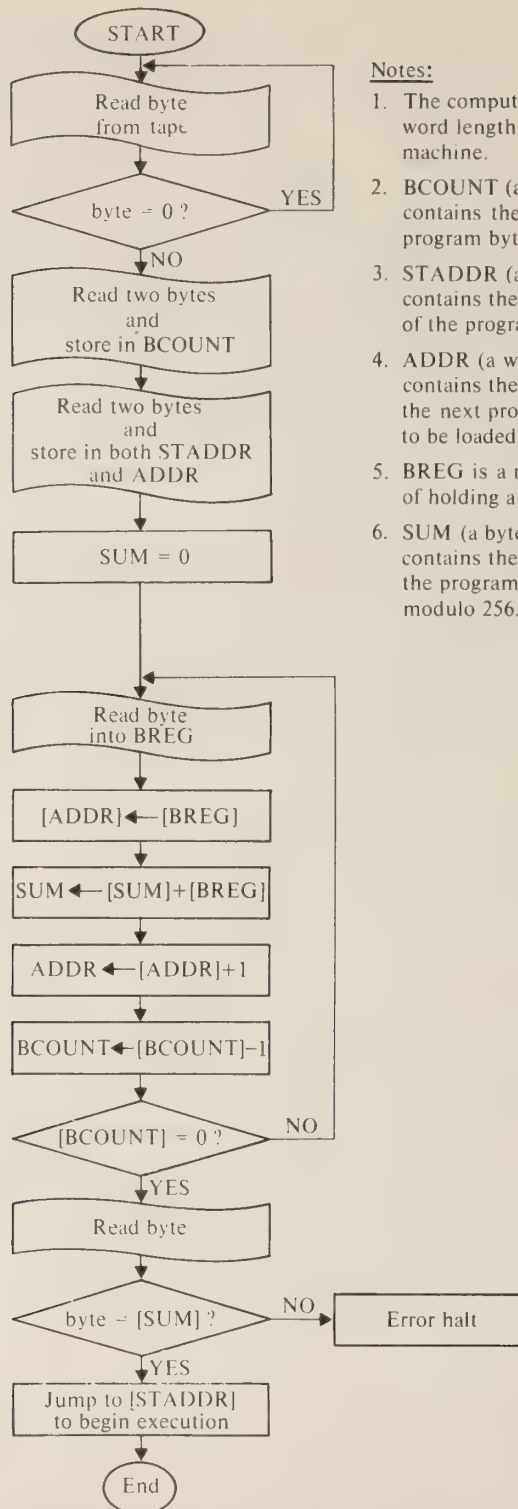 START
Read byte
from tape
byte = 0 ?
YES
NO
Read two bytes
and
store in BCOUNT
Read two bytes
and
store in both STADDR
and ADDR
SUM = 0
Read byte
into BREG
[ADDR] ← [BREG]
SUM ← [SUM]+[BREG]
ADDR ← [ADDR]+1
BCOUNT ← [BCOUNT]−1
[BCOUNT] = 0 ?
NO
YES
Read byte
byte = [SUM] ?
NO
Error halt
YES
Jump to [STADDR]
to begin execution
End
Notes:
1. The comput
word length
machine.
2. BCOUNT (a
contains the
program byt
3. STADDR (a
contains the
of the progra
4. ADDR (a w
contains the
the next pro
to be loaded
5. BREG is a r
of holding a
6. SUM (a byte
contains the
the program
modulo 256.